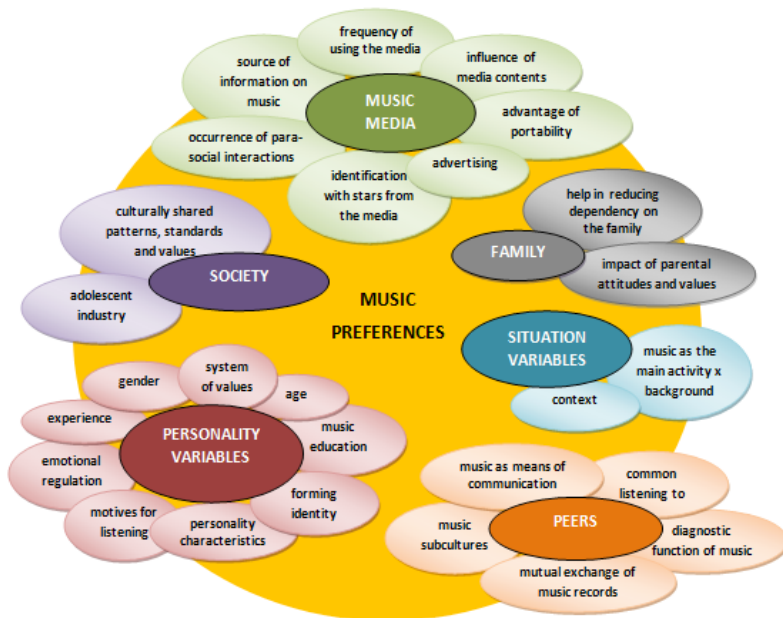 frequency of
using the media
source of
information on
music
influence of
media contents
MUSIC
MEDIA
advantage of
portability
occurrence of para-
social interactions
advertising
identification
with stars from
the media
culturally shared
patterns, standards
and values
SOCIETY
adolescent
industry
help in reducing
dependency on
the family
FAMILY
impact of parental
attitudes and values
MUSIC
PREFERENCES
SITUATION
VARIABLES
music as the
main activity x
background
context
system
of values
gender
age
experience
music
education
PERSONALITY
VARIABLES
emotional
regulation
forming
identity
motives for
listening
personality
characteristics
music as means of
communication
common
listening to
PEERS
music
subcultures
diagnostic
function of music
mutual exchange of
music records